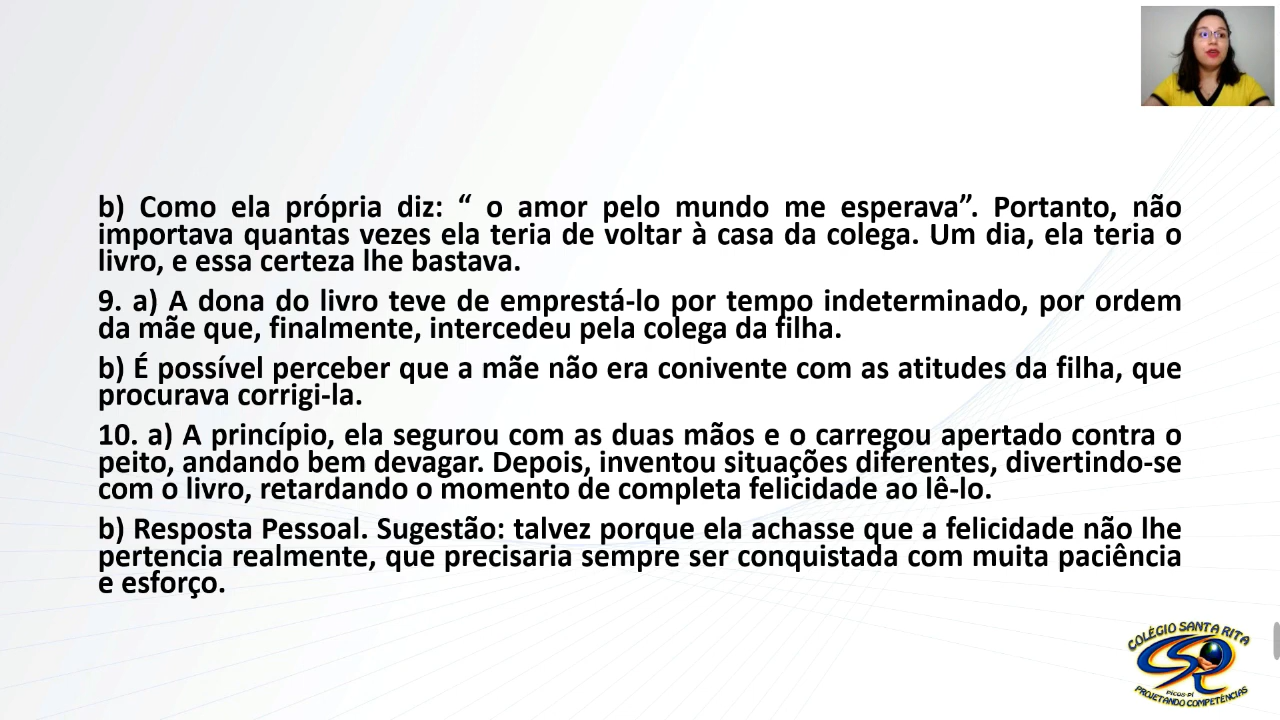 b) Como ela própria diz: “ o amor pelo mundo me esperava”. Portanto, não
importava quantas vezes ela teria de voltar à casa da colega. Um dia, ela teria o
livro, e essa certeza lhe bastava.
9. a) A dona do livro teve de emprestá-lo por tempo indeterminado, por ordem
da mãe que, finalmente, intercedeu pela colega da filha.
b) É possível perceber que a mãe não era conivente com as atitudes da filha, que
procurava corrigi-la.
10. a) A princípio, ela segurou com as duas mãos e o carregou apertado contra o
peito, andando bem devagar. Depois, inventou situações diferentes, divertindo-se
com o livro, retardando o momento de completa felicidade ao lê-lo.
b) Resposta Pessoal. Sugestão: talvez porque ela achasse que a felicidade não lhe
pertencia realmente, que precisaria sempre ser conquistada com muita paciência
e esforço.
COLÉGIO SANTA RITA
PICOS-PI
PROJETANDO COMPETÊNCIAS